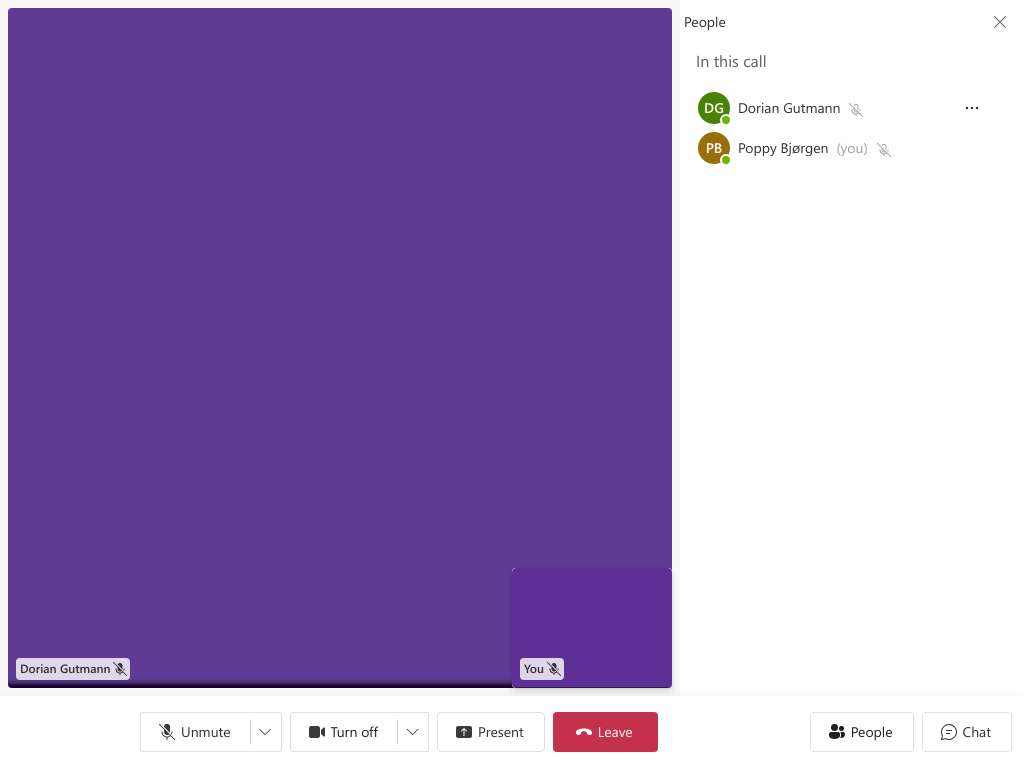 People
In this call
DG Dorian Gutmann
PB Poppy Bjørgen (you)
Dorian Gutmann
You
Unmute Turn off Present Leave People Chat